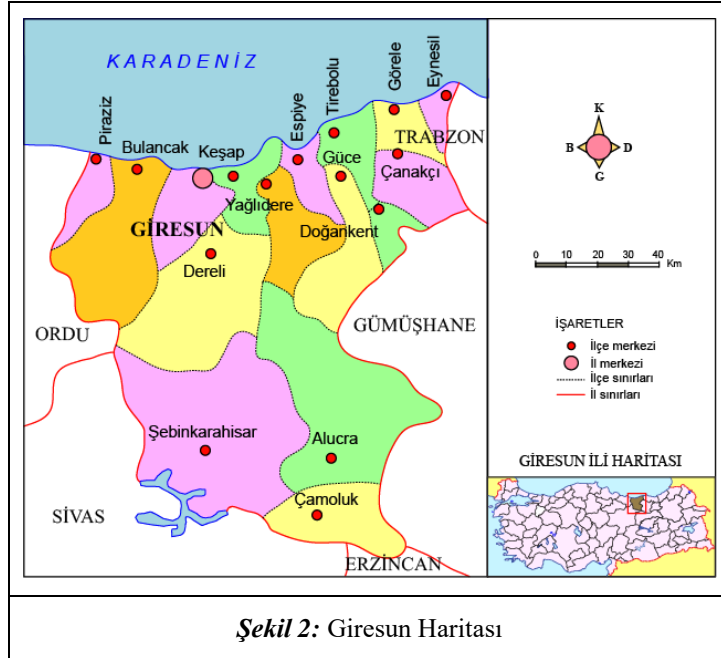 KARADENİZ
Piraziz
Bulancak
Keşap
Espiye
Tirebolu
Görele
Eynesil
TRABZON
Güce
Çanakçı
Yağlıdere
GİRESUN
Doğankent
Dereli
ORDU
GÜMÜŞHANE
Şebinkarahisar
Alucra
Çamoluk
SİVAS
ERZİNCAN
K
B
D
G
0 10 20 30 40
Km
İŞARETLER
İlçe merkezi
İl merkezi
İlçe sınırları
İl sınırları
GİRESUN İLİ HARİTASI
Şekil 2: Giresun Haritası